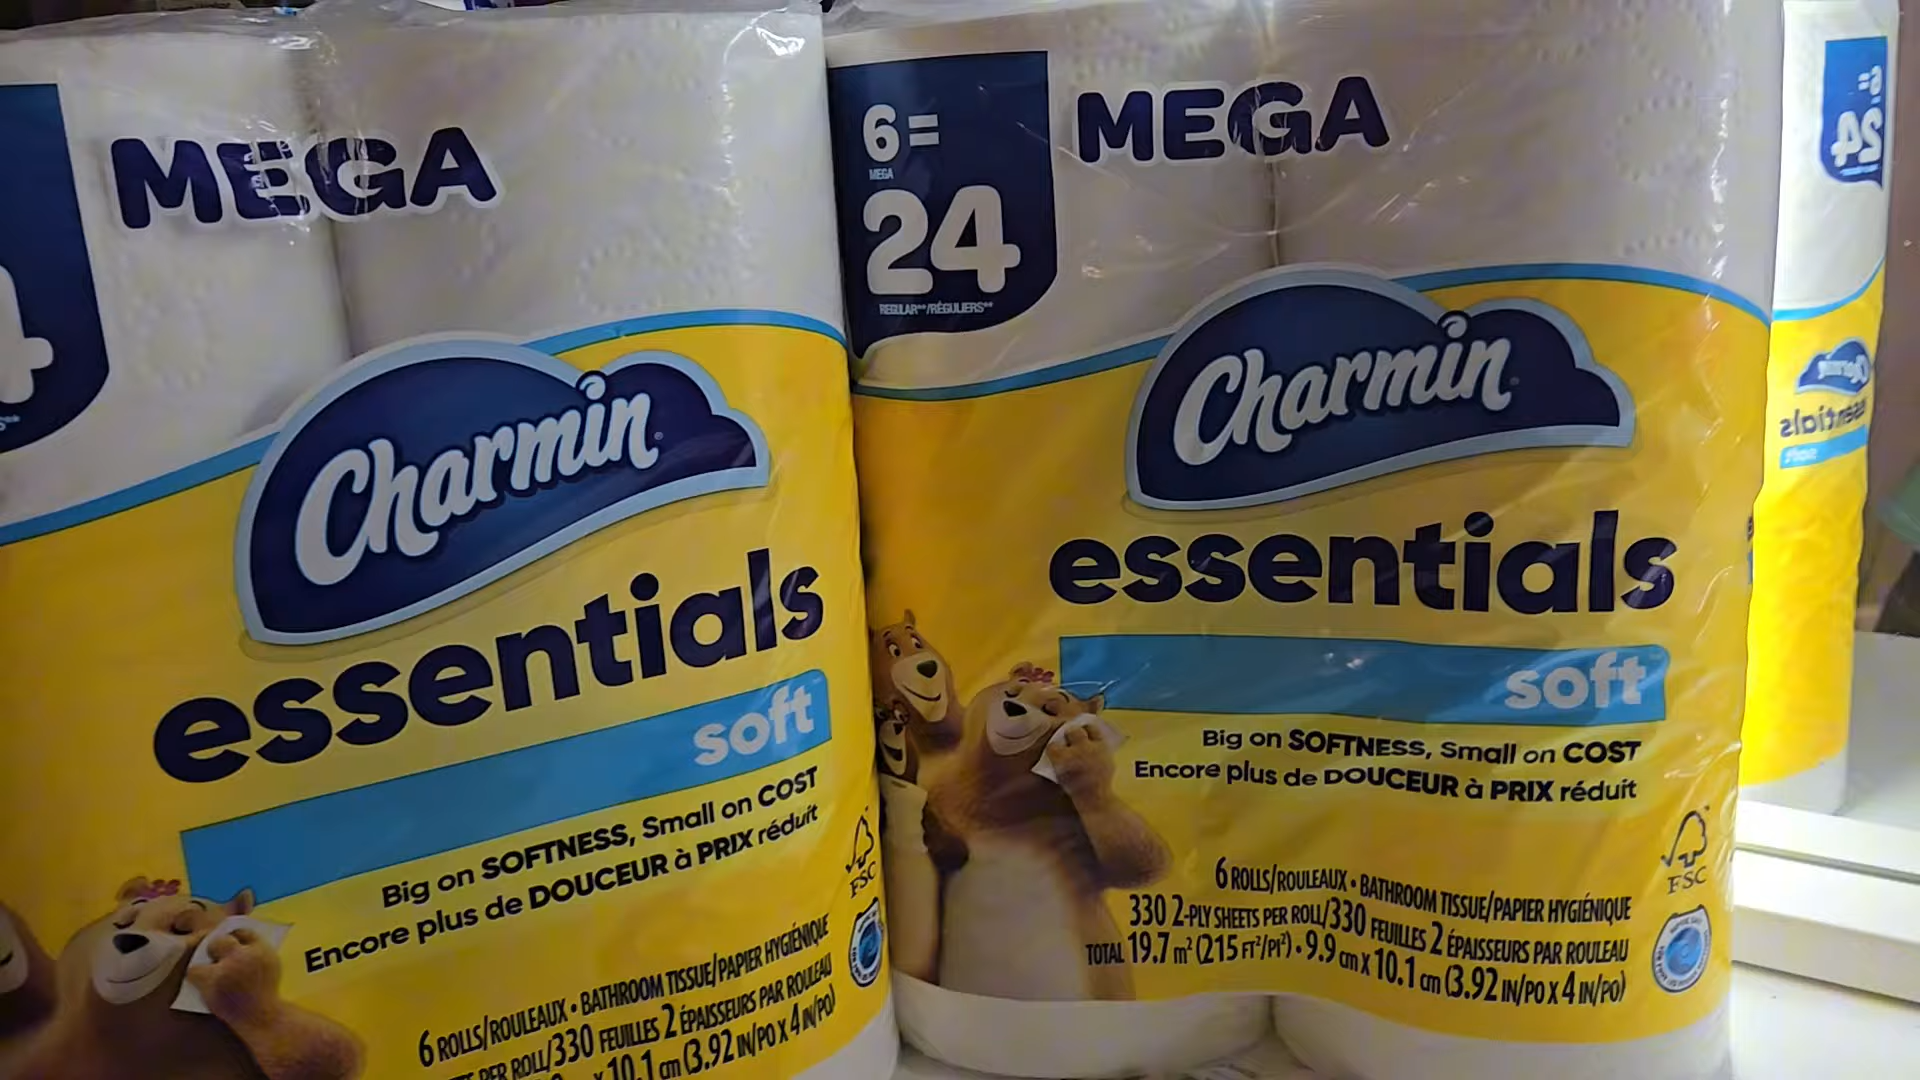 MEGA
4
Charmin
essentials
soft
Big on SOFTNESS, Small on COST
Encore plus de DOUCEUR à PRIX réduit
FSC
6 ROLLS/ROULEAUX • BATHROOM TISSUE/PAPIER HYGIÉNIQUE
PER ROLL/330 FEUILLES 2 ÉPAISSEURS PAR ROULEAU
x 10.1 cm (3.92 IN/PO X 4 IN/PO)
6=
MEGA
24
REGULAR**/RÉGULIERS**
MEGA
Charmin
essentials
soft
Big on SOFTNESS, Small on COST
Encore plus de DOUCEUR à PRIX réduit
FSC
6 ROLLS/ROULEAUX • BATHROOM TISSUE/PAPIER HYGIÉNIQUE
330 2-PLY SHEETS PER ROLL/330 FEUILLES 2 ÉPAISSEURS PAR ROULEAU
TOTAL 19.7 m² (215 FT²/PI²) • 9.9 cm X 10.1 cm (3.92 IN/PO X 4 IN/PO)
6=
24
Charmin
essentials
soft